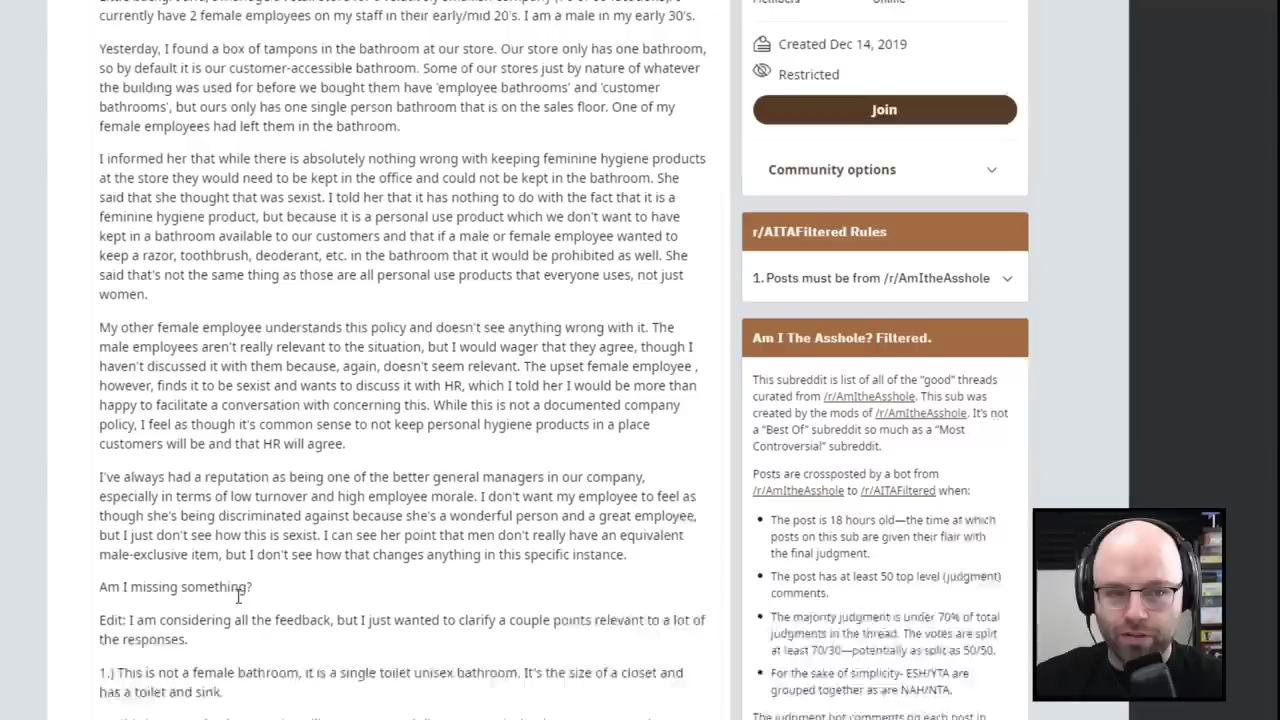 currently have 2 female employees on my staff in their early/mid 20's. I am a male in my early 30's.
Yesterday, I found a box of tampons in the bathroom at our store. Our store only has one bathroom,
so by default it is our customer-accessible bathroom. Some of our stores just by nature of whatever
the building was used for before we bought them have 'employee bathrooms' and 'customer
bathrooms', but ours only has one single person bathroom that is on the sales floor. One of my
female employees had left them in the bathroom.
I informed her that while there is absolutely nothing wrong with keeping feminine hygiene products
at the store they would need to be kept in the office and could not be kept in the bathroom. She
said that she thought that was sexist. I told her that it has nothing to do with the fact that it is a
feminine hygiene product, but because it is a personal use product which we don't want to have
kept in a bathroom available to our customers and that if a male or female employee wanted to
keep a razor, toothbrush, deodorant, etc. in the bathroom that it would be prohibited as well. She
said that's not the same thing as those are all personal use products that everyone uses, not just
women.
My other female employee understands this policy and doesn't see anything wrong with it. The
male employees aren't really relevant to the situation, but I would wager that they agree, though I
haven't discussed it with them because, again, doesn't seem relevant. The upset female employee ,
however, finds it to be sexist and wants to discuss it with HR, which I told her I would be more than
happy to facilitate a conversation with concerning this. While this is not a documented company
policy, I feel as though it's common sense to not keep personal hygiene products in a place
customers will be and that HR will agree.
I've always had a reputation as being one of the better general managers in our company,
especially in terms of low turnover and high employee morale. I don't want my employee to feel as
though she's being discriminated against because she's a wonderful person and a great employee,
but I just don't see how this is sexist. I can see her point that men don't really have an equivalent
male-exclusive item, but I don't see how that changes anything in this specific instance.
Am I missing something?
Edit: I am considering all the feedback, but I just wanted to clarify a couple points relevant to a lot of
the responses.
1.) This is not a female bathroom, it is a single toilet unisex bathroom. It's the size of a closet and
has a toilet and sink.
Created Dec 14, 2019
Restricted
Join
Community options
r/AITAFiltered Rules
1. Posts must be from /r/AmItheAsshole
Am I The Asshole? Filtered.
This subreddit is list of all of the "good" threads
curated from /r/AmItheAsshole. This sub was
created by the mods of /r/AmItheAsshole. It's not
a "Best Of" subreddit so much as a "Most
Controversial" subreddit.
Posts are crossposted by a bot from
/r/AmItheAsshole to /r/AITAFiltered when:
• The post is 18 hours old—the time at which
posts on this sub are given their flair with
the final judgment.
• The post has at least 50 top level (judgment)
comments.
• The majority judgment is under 70% of total
judgments in the thread. The votes are split
at least 70/30—potentially as split as 50/50.
• For the sake of simplicity- ESH/YTA are
grouped together as are NAH/NTA.
The judgment bot comments on each post in